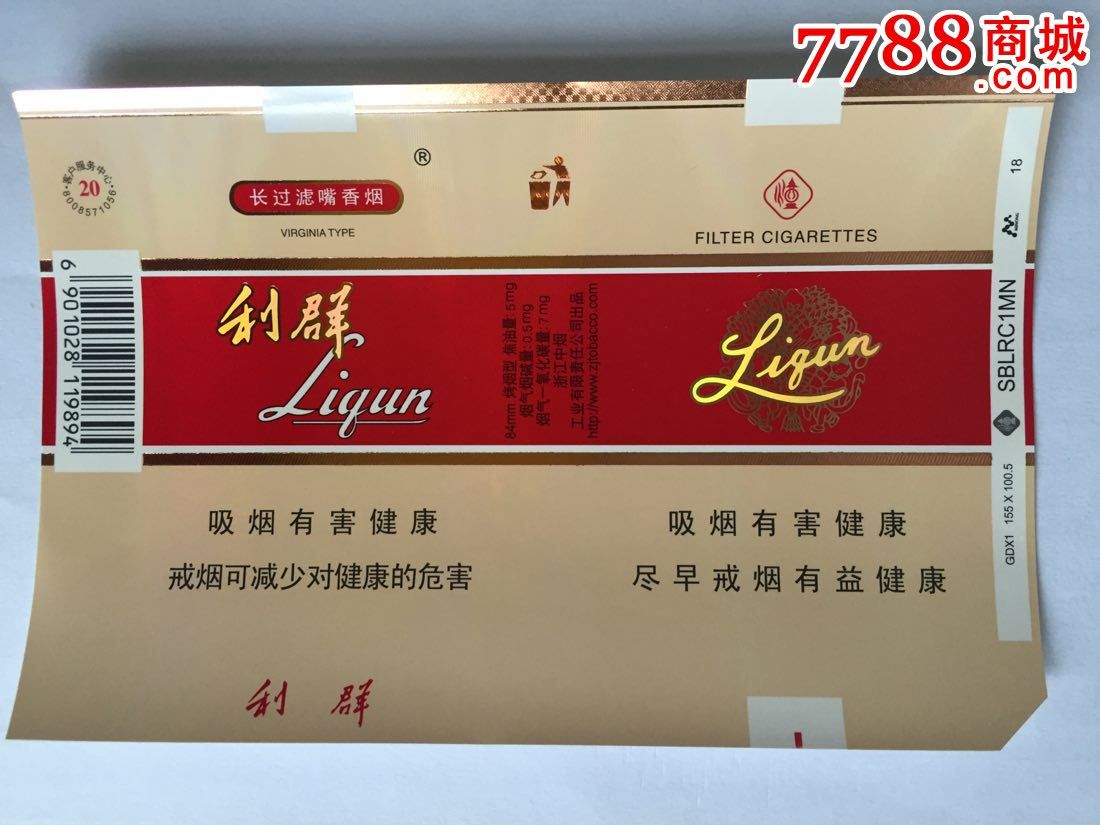 7788商城
.com
客户服务中心
20
8008571056
长过滤嘴香烟
®
VIRGINIA TYPE
FILTER CIGARETTES
18
6 901028 119894
利群
Liqun
84mm 烤烟型 焦油量: 5mg
烟气烟碱量: 0.5mg
烟气一氧化碳量: 7mg
浙江中烟
工业有限责任公司出品
http://www.zjtobacco.com
Liqun
SBLRC1MN
GDX1 155 X 100.5
吸烟有害健康
戒烟可减少对健康的危害
吸烟有害健康
尽早戒烟有益健康
利群